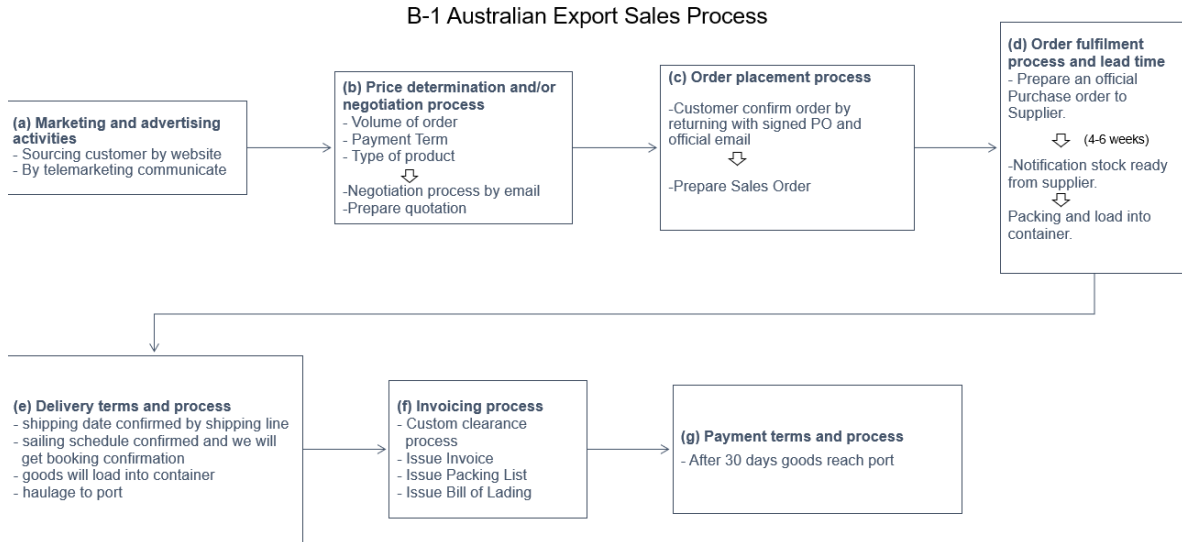 B-1 Australian Export Sales Process
(a) Marketing and advertising
activities
- Sourcing customer by website
- By telemarketing communicate
(b) Price determination and/or
negotiation process
- Volume of order
- Payment Term
- Type of product
-Negotiation process by email
-Prepare quotation
(c) Order placement process
-Customer confirm order by
returning with signed PO and
official email
-Prepare Sales Order
(d) Order fulfilment
process and lead time
- Prepare an official
Purchase order to
Supplier.
(4-6 weeks)
-Notification stock ready
from supplier.
Packing and load into
container.
(e) Delivery terms and process
- shipping date confirmed by shipping line
- sailing schedule confirmed and we will
get booking confirmation
- goods will load into container
- haulage to port
(f) Invoicing process
- Custom clearance
process
- Issue Invoice
- Issue Packing List
- Issue Bill of Lading
(g) Payment terms and process
- After 30 days goods reach port